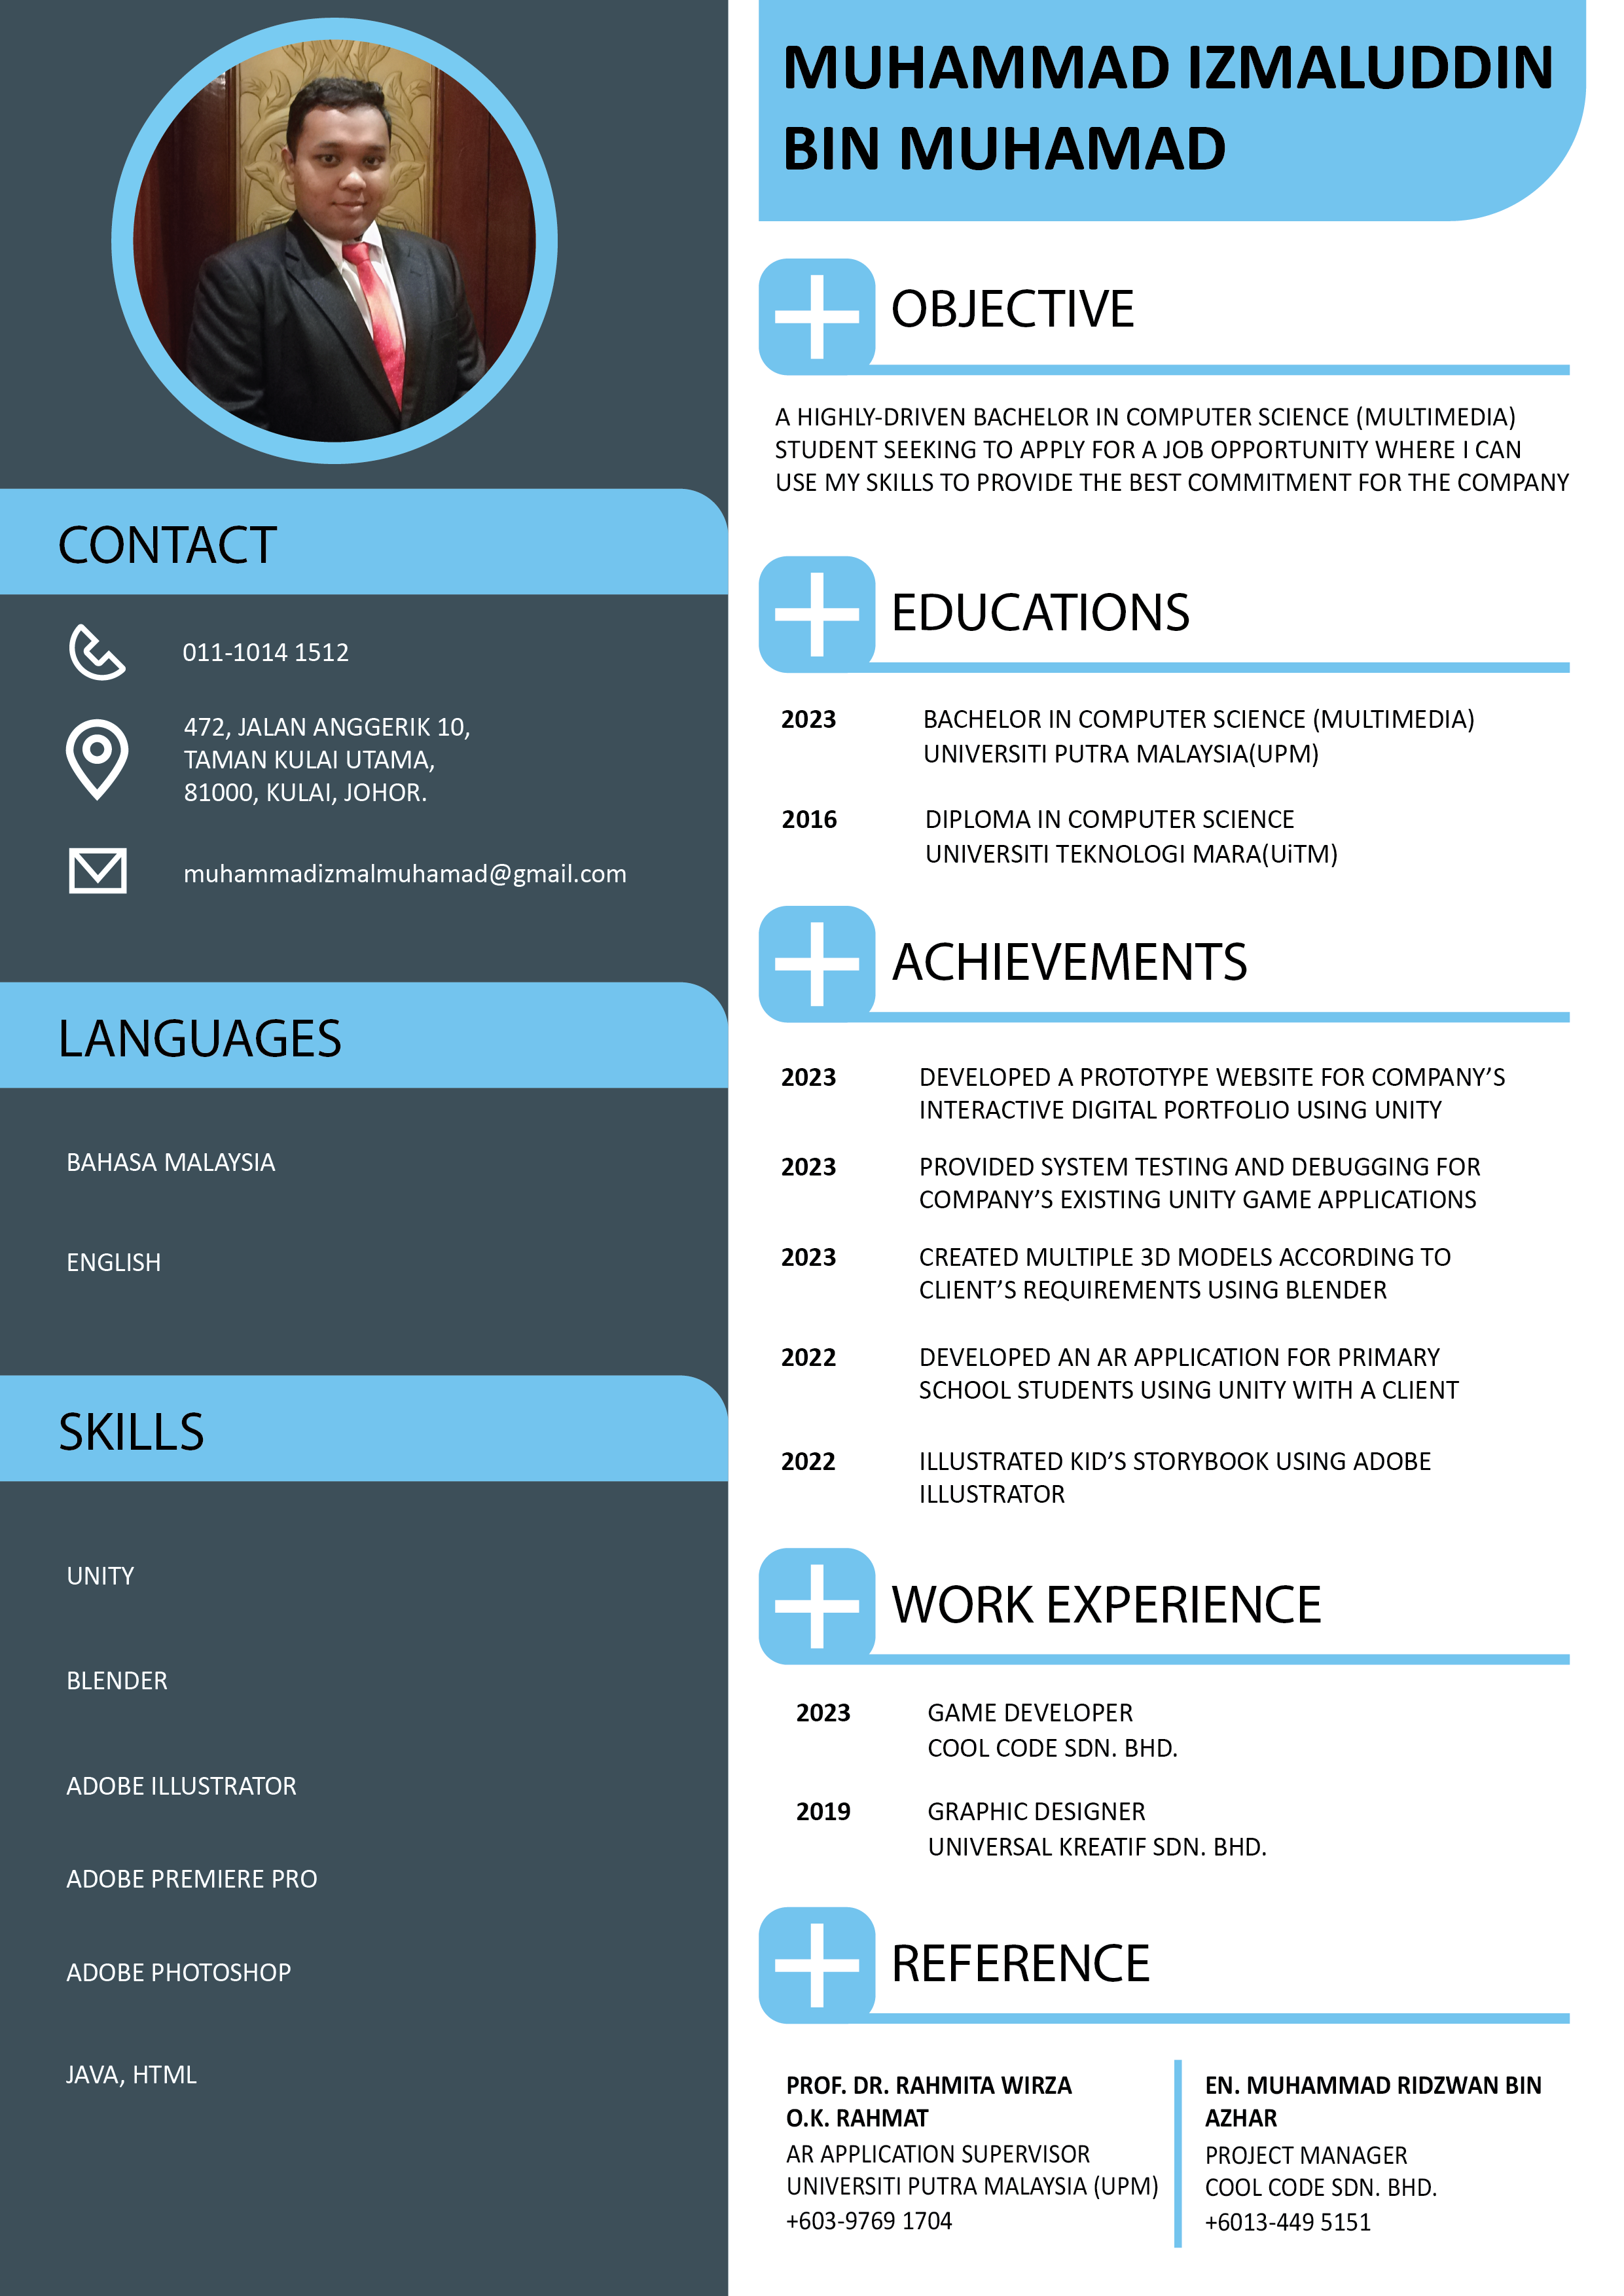 MUHAMMAD IZMALUDDIN
BIN MUHAMAD
CONTACT
011-1014 1512
472, JALAN ANGGERIK 10,
TAMAN KULAI UTAMA,
81000, KULAI, JOHOR.
muhammadizmalmuhamad@gmail.com
LANGUAGES
BAHASA MALAYSIA
ENGLISH
SKILLS
UNITY
BLENDER
ADOBE ILLUSTRATOR
ADOBE PREMIERE PRO
ADOBE PHOTOSHOP
JAVA, HTML
OBJECTIVE
A HIGHLY-DRIVEN BACHELOR IN COMPUTER SCIENCE (MULTIMEDIA)
STUDENT SEEKING TO APPLY FOR A JOB OPPORTUNITY WHERE I CAN
USE MY SKILLS TO PROVIDE THE BEST COMMITMENT FOR THE COMPANY
EDUCATIONS
2023 BACHELOR IN COMPUTER SCIENCE (MULTIMEDIA)
UNIVERSITI PUTRA MALAYSIA(UPM)
2016 DIPLOMA IN COMPUTER SCIENCE
UNIVERSITI TEKNOLOGI MARA(UiTM)
ACHIEVEMENTS
2023 DEVELOPED A PROTOTYPE WEBSITE FOR COMPANY’S
INTERACTIVE DIGITAL PORTFOLIO USING UNITY
2023 PROVIDED SYSTEM TESTING AND DEBUGGING FOR
COMPANY’S EXISTING UNITY GAME APPLICATIONS
2023 CREATED MULTIPLE 3D MODELS ACCORDING TO
CLIENT’S REQUIREMENTS USING BLENDER
2022 DEVELOPED AN AR APPLICATION FOR PRIMARY
SCHOOL STUDENTS USING UNITY WITH A CLIENT
2022 ILLUSTRATED KID’S STORYBOOK USING ADOBE
ILLUSTRATOR
WORK EXPERIENCE
2023 GAME DEVELOPER
COOL CODE SDN. BHD.
2019 GRAPHIC DESIGNER
UNIVERSAL KREATIF SDN. BHD.
REFERENCE
PROF. DR. RAHMITA WIRZA
O.K. RAHMAT
AR APPLICATION SUPERVISOR
UNIVERSITI PUTRA MALAYSIA (UPM)
+603-9769 1704
EN. MUHAMMAD RIDZWAN BIN
AZHAR
PROJECT MANAGER
COOL CODE SDN. BHD.
+6013-449 5151